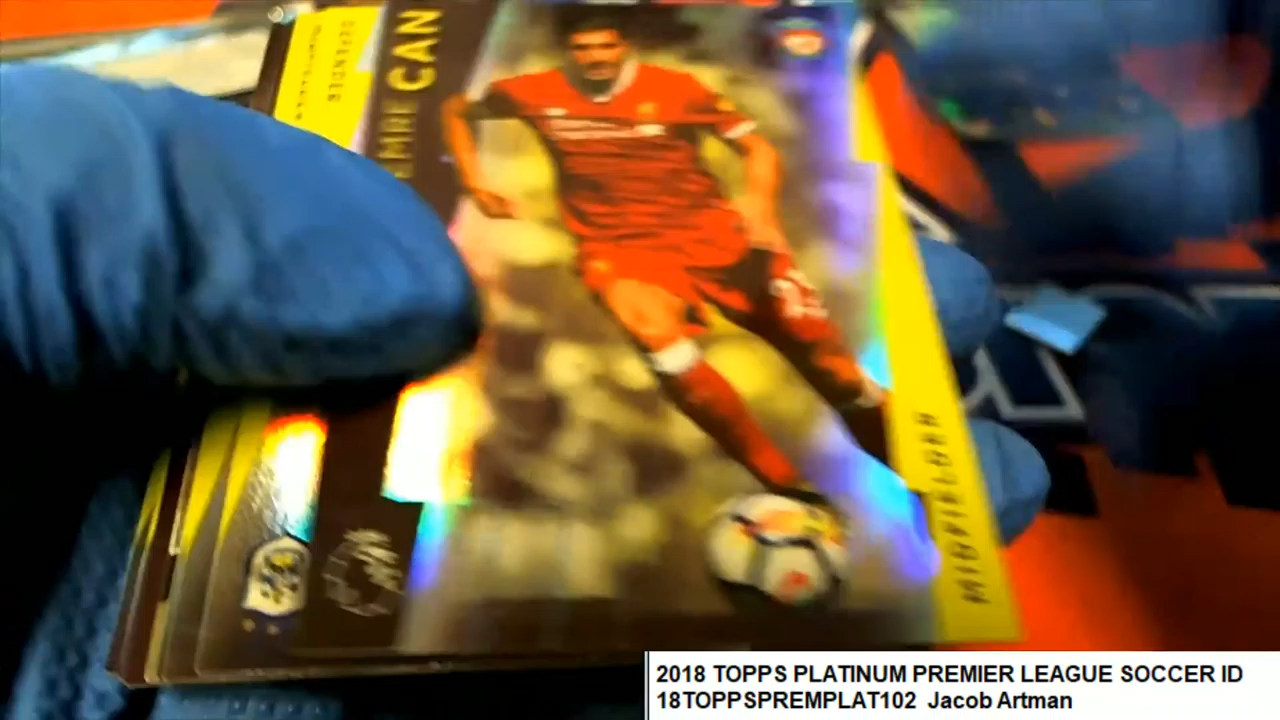 DEFENDER
EMRE CAN
MIDFIELDER
2018 TOPPS PLATINUM PREMIER LEAGUE SOCCER ID
18TOPPSPREMPLAT102 Jacob Artman